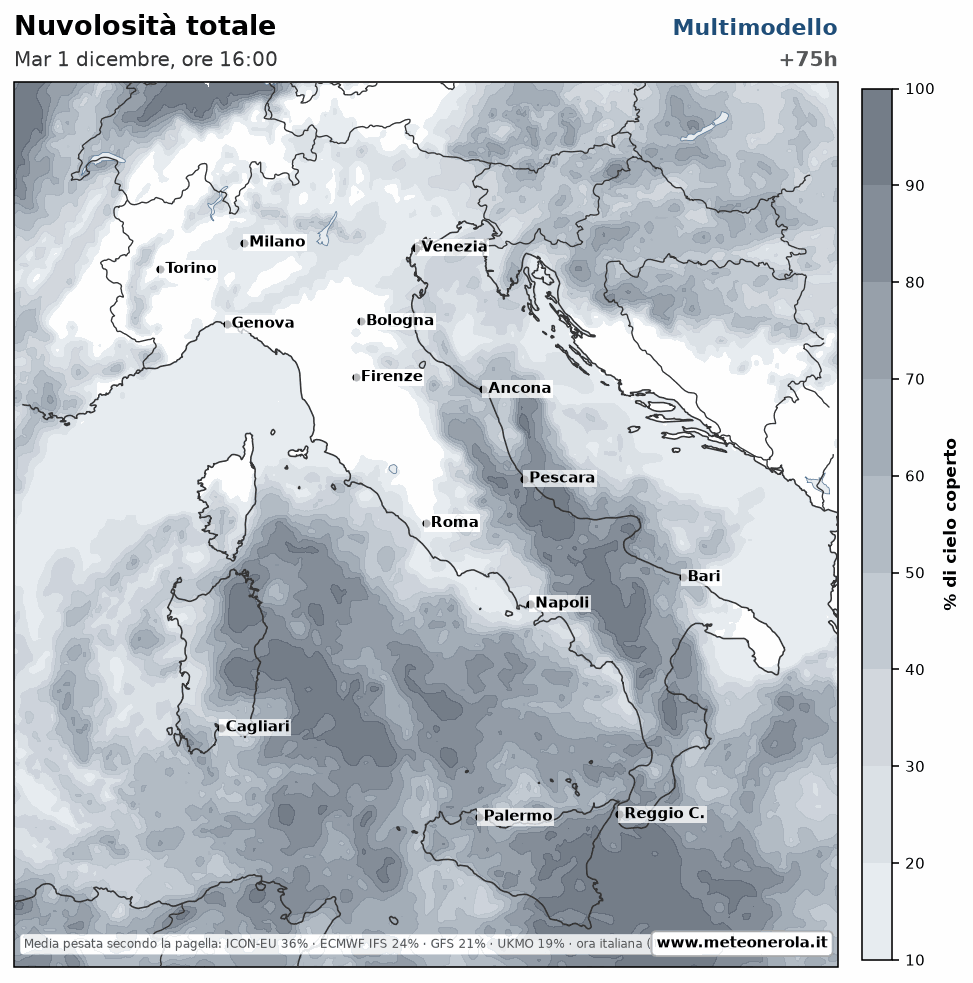 Nuvolosità totale
Multimodello
Mar 1 dicembre, ore 16:00
+75h
Milano
Venezia
Torino
Genova
Bologna
Firenze
Ancona
Pescara
Roma
Bari
Napoli
Cagliari
Palermo
Reggio C.
100
90
80
70
60
50
40
30
20
10
% di cielo coperto
Media pesata secondo la pagella: ICON-EU 36% · ECMWF IFS 24% · GFS 21% · UKMO 19% · ora italiana (
www.meteonerola.it